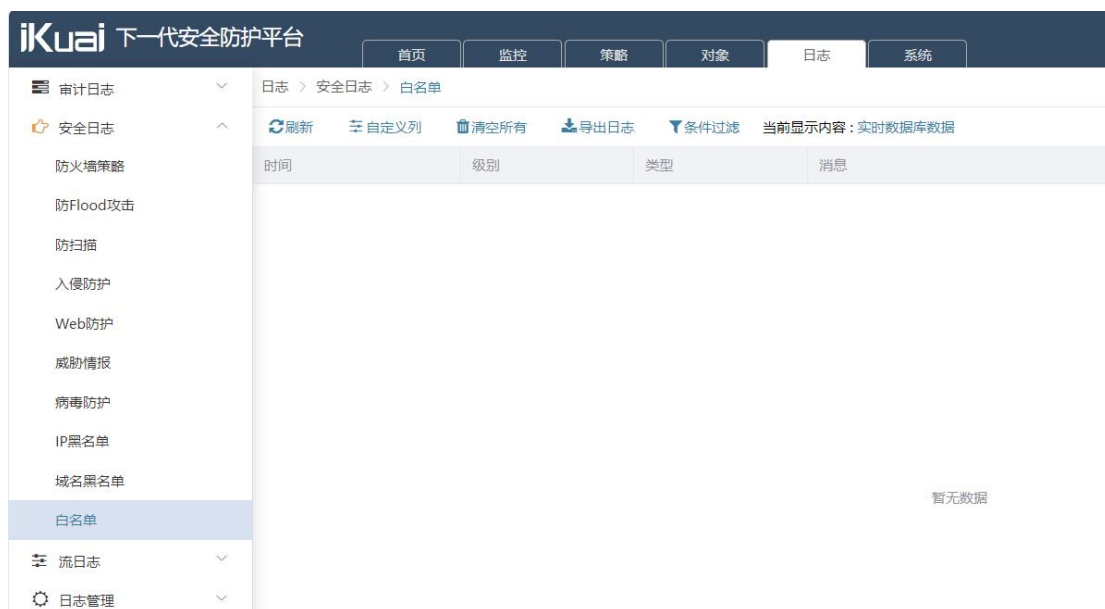 iKuai 下一代安全防护平台
首页 监控 策略 对象 日志 系统
审计日志
安全日志
防火墙策略
防Flood攻击
防扫描
入侵防护
Web防护
威胁情报
病毒防护
IP黑名单
域名黑名单
白名单
流日志
日志管理
日志 > 安全日志 > 白名单
刷新 自定义列 清空所有 导出日志 条件过滤 当前显示内容 : 实时数据库数据
时间 级别 类型 消息
暂无数据